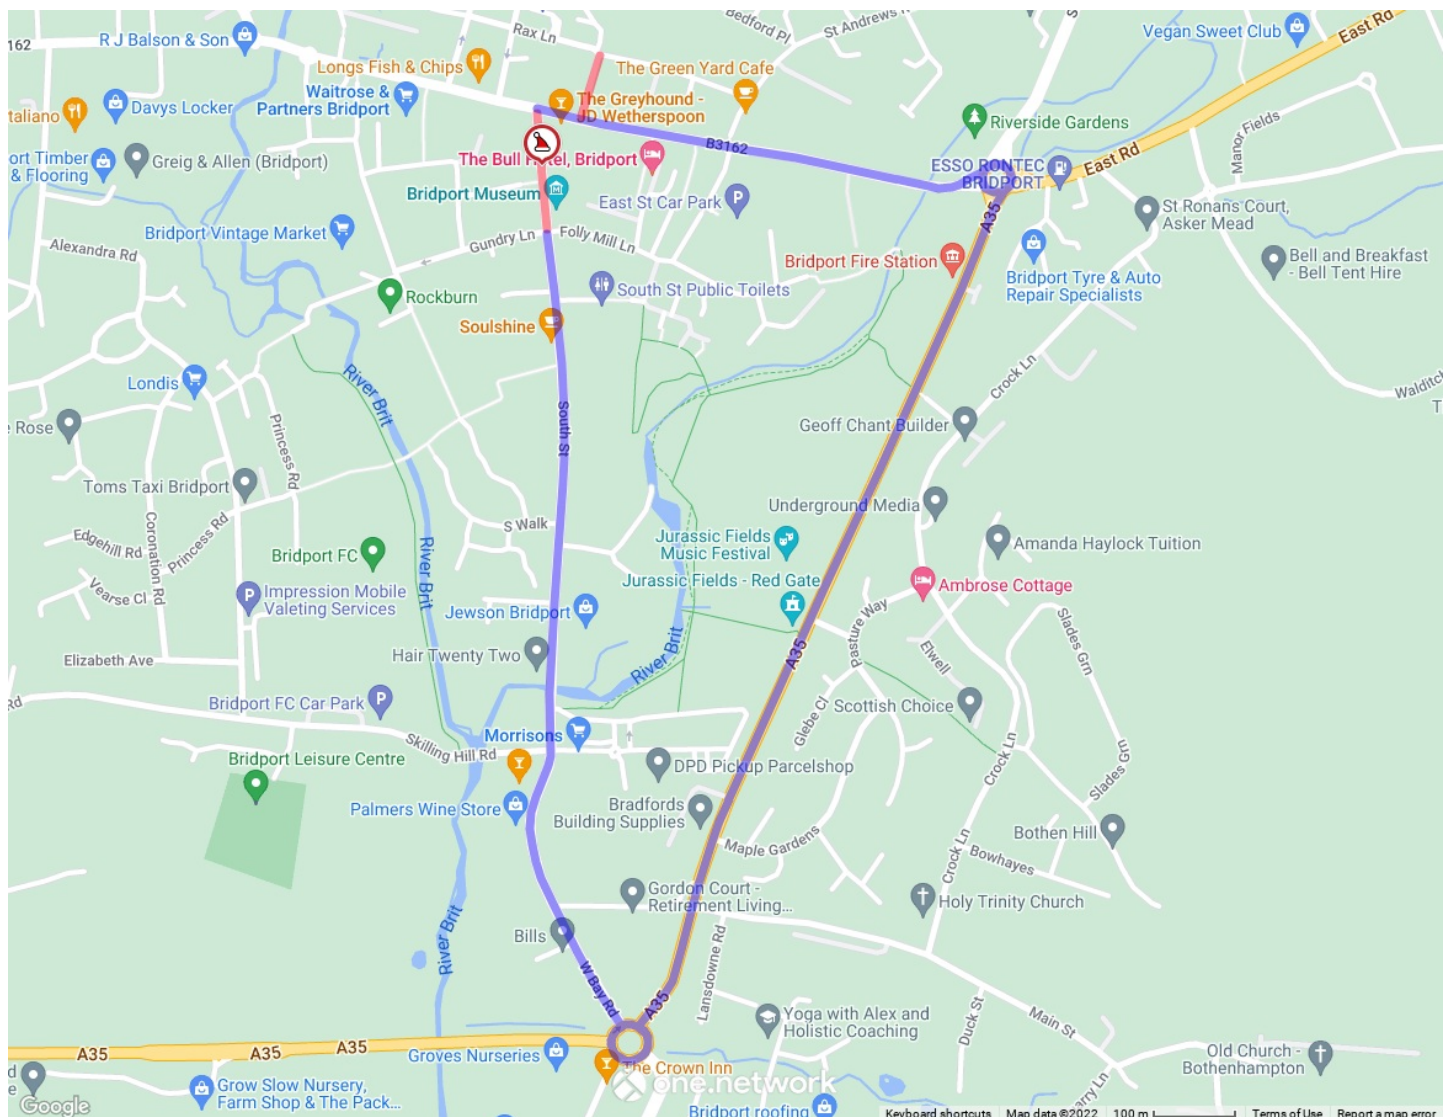 162
R J Balson & Son
Rax Ln
Bedford Pl
Vegan Sweet Club
East Rd
Longs Fish & Chips
The Green Yard Cafe
Waitrose &
Partners Bridport
The Greyhound -
JD Wetherspoon
taliano
Davys Locker
Riverside Gardens
Manor Fields
B3162
ort Timber
& Flooring
Greig & Allen (Bridport)
The Bull Hotel, Bridport
ESSO RONTEC
BRIDPORT
East Rd
Bridport Museum
East St Car Park
A35
St Ronans Court,
Asker Mead
Alexandra Rd
Bridport Vintage Market
Gundry Ln
Folly Mill Ln
Bridport Fire Station
Bridport Tyre & Auto
Repair Specialists
Bell and Breakfast
- Bell Tent Hire
Rockburn
South St Public Toilets
Soulshine
Londis
River Brit
Crock Ln
e Rose
Princess Rd
South St
Geoff Chant Builder
Toms Taxi Bridport
Underground Media
Coronation Rd
Princess Rd
S Walk
Edgehill Rd
Bridport FC
River Brit
Jurassic Fields
Music Festival
Amanda Haylock Tuition
Vearse Cl
Impression Mobile
Valeting Services
Jurassic Fields - Red Gate
Ambrose Cottage
Jewson Bridport
Pasture Way
Slades Grn
Elizabeth Ave
Hair Twenty Two
River Brit
A35
Elwell
Rd
Bridport FC Car Park
Glebe Cl
Scottish Choice
Morrisons
Skilling Hill Rd
Bridport Leisure Centre
DPD Pickup Parcelshop
Crock Ln
Slades Grn
Palmers Wine Store
Bradfords
Building Supplies
Maple Gardens
Bothen Hill
Bowhayes
Crock Ln
Gordon Court -
Retirement Living...
Holy Trinity Church
Bills
River Brit
W Bay Rd
Lansdowne Rd
A35
Yoga with Alex and
Holistic Coaching
Duck St
Main St
A35
A35
A35
Groves Nurseries
The Crown Inn
Old Church -
Bothenhampton
Grow Slow Nursery,
Farm Shop & The Pack...
one.network
Bridport roofing
Google
Keyboard shortcuts
Map data ©2022
100 m
Terms of Use
Report a map error